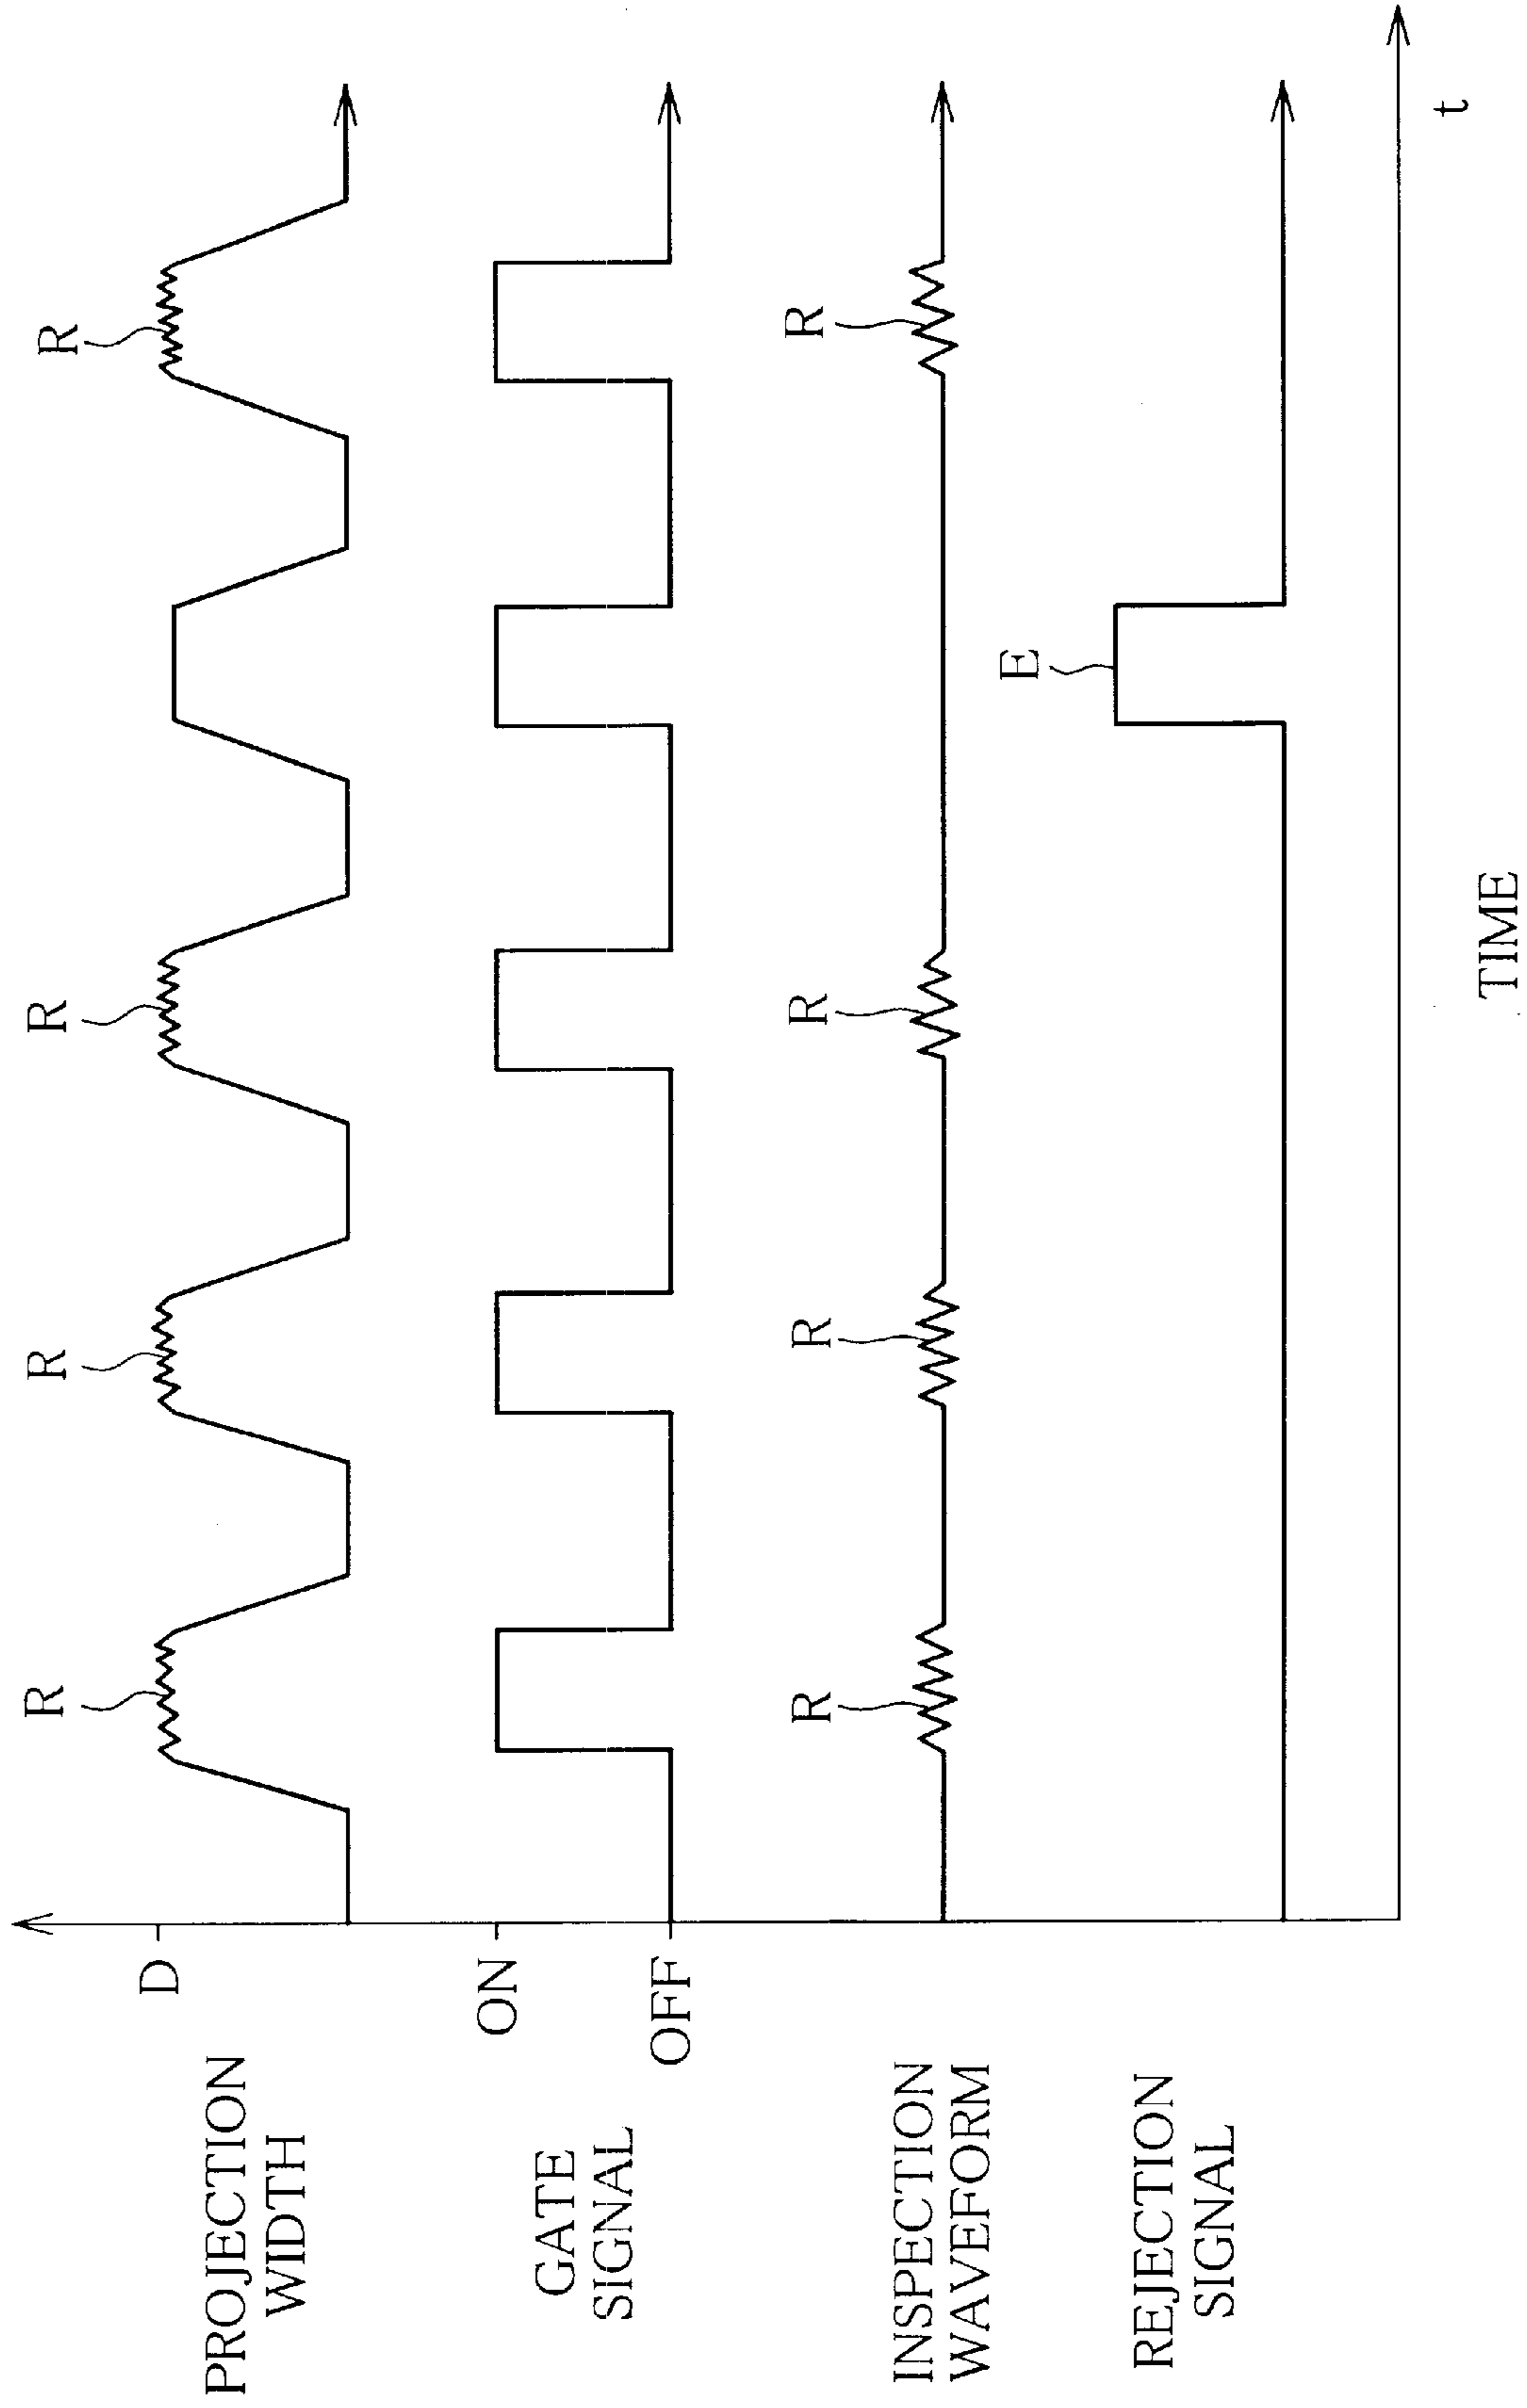 PROJECTION
WIDTH
D
R
R
R
R
GATE
SIGNAL
ON
OFF
INSPECTION
WAVEFORM
R
R
R
R
REJECTION
SIGNAL
E
TIME
t